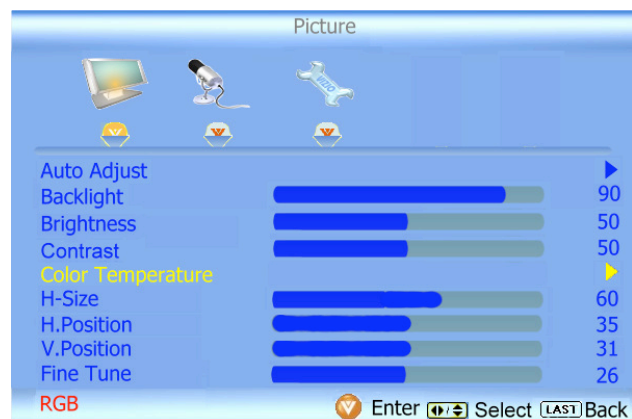 Picture
VIZIO
Auto Adjust
Backlight 90
Brightness 50
Contrast 50
Color Temperature
H-Size 60
H.Position 35
V.Position 31
Fine Tune 26
RGB Enter Select LAST Back